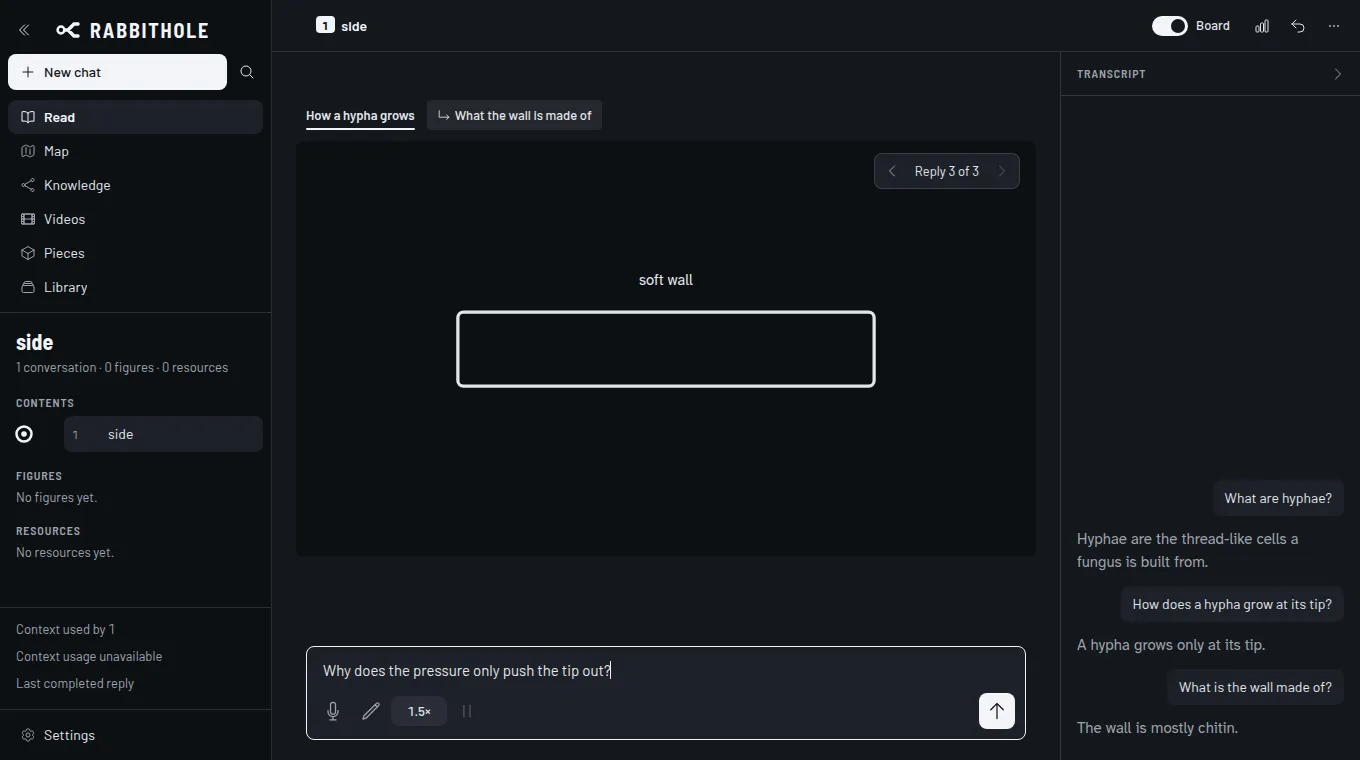 RABBITHOLE
New chat
Read
Map
Knowledge
Videos
Pieces
Library
side
1 conversation · 0 figures · 0 resources
CONTENTS
1 side
FIGURES
No figures yet.
RESOURCES
No resources yet.
Context used by 1
Context usage unavailable
Last completed reply
Settings
1 side
Board
How a hypha grows
What the wall is made of
Reply 3 of 3
soft wall
Why does the pressure only push the tip out?
1.5×
TRANSCRIPT
What are hyphae?
Hyphae are the thread-like cells a
fungus is built from.
How does a hypha grow at its tip?
A hypha grows only at its tip.
What is the wall made of?
The wall is mostly chitin.